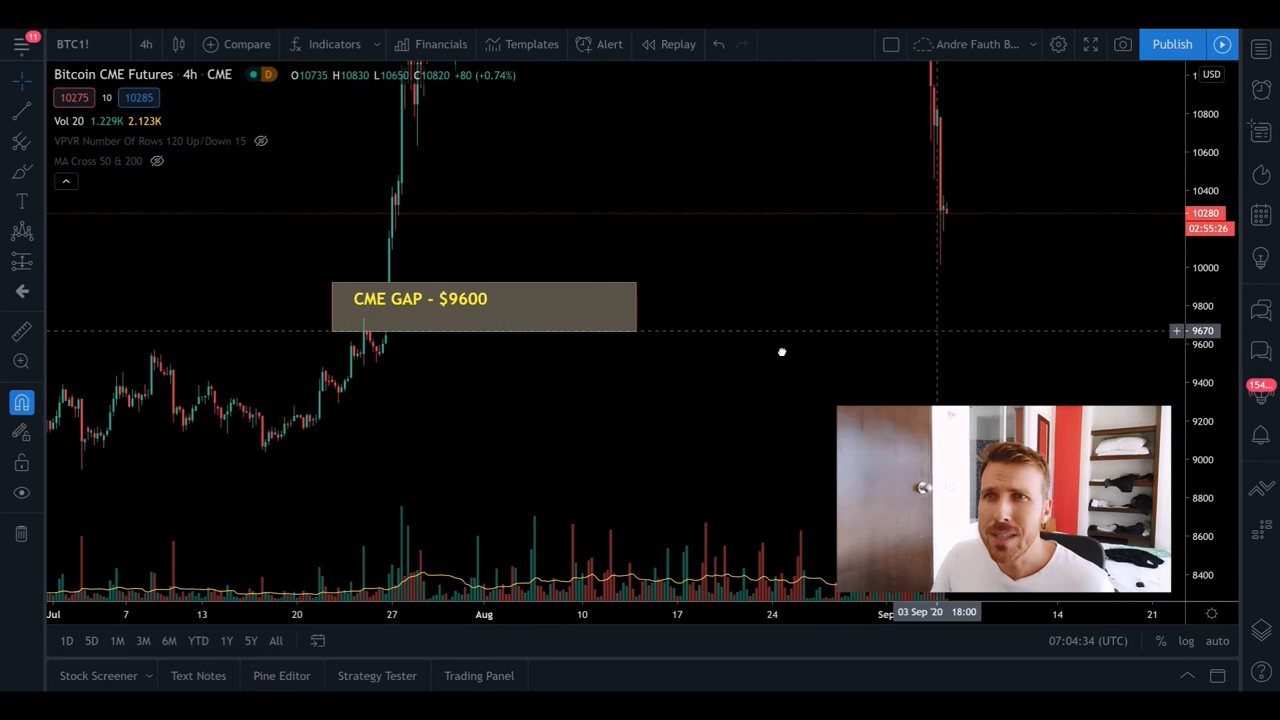 11
BTC1!
4h
Compare
Indicators
Financials
Templates
Alert
Replay
Andre Fauth B...
Publish
Bitcoin CME Futures · 4h · CME
D
O10735 H10830 L10650 C10820 +80 (+0.74%)
USD
10275
10
10285
Vol 20 1.229K 2.123K
VPVR Number Of Rows 120 Up/Down 15
MA Cross 50 & 200
10800
10600
10400
10280
02:55:26
10000
CME GAP - $9600
9800
9670
9600
9400
154...
9200
9000
8800
8600
8400
Jul
7
13
20
27
Aug
10
17
24
Sep
03 Sep '20 18:00
14
21
1D
5D
1M
3M
6M
YTD
1Y
5Y
All
07:04:34 (UTC)
%
log
auto
Stock Screener
Text Notes
Pine Editor
Strategy Tester
Trading Panel